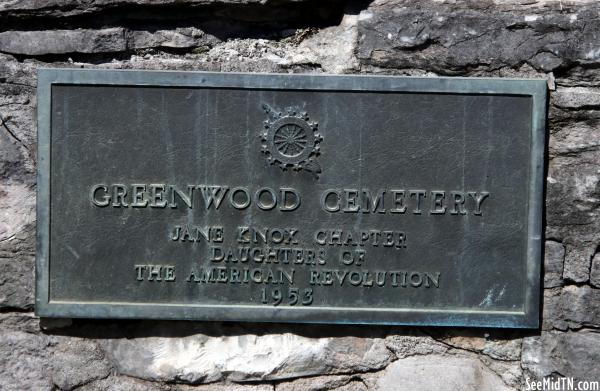 GREENWOOD CEMETERY
JANE KNOX CHAPTER
DAUGHTERS OF
THE AMERICAN REVOLUTION
1953
SeeMidTN.com